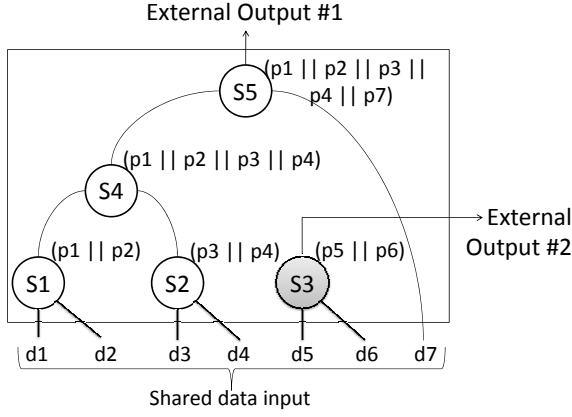 External Output #1
(p1 || p2 || p3 ||
p4 || p7)
S5
(p1 || p2 || p3 || p4)
S4
External
Output #2
(p1 || p2)
(p3 || p4)
(p5 || p6)
S1
S2
S3
d1
d2
d3
d4
d5
d6
d7
Shared data input